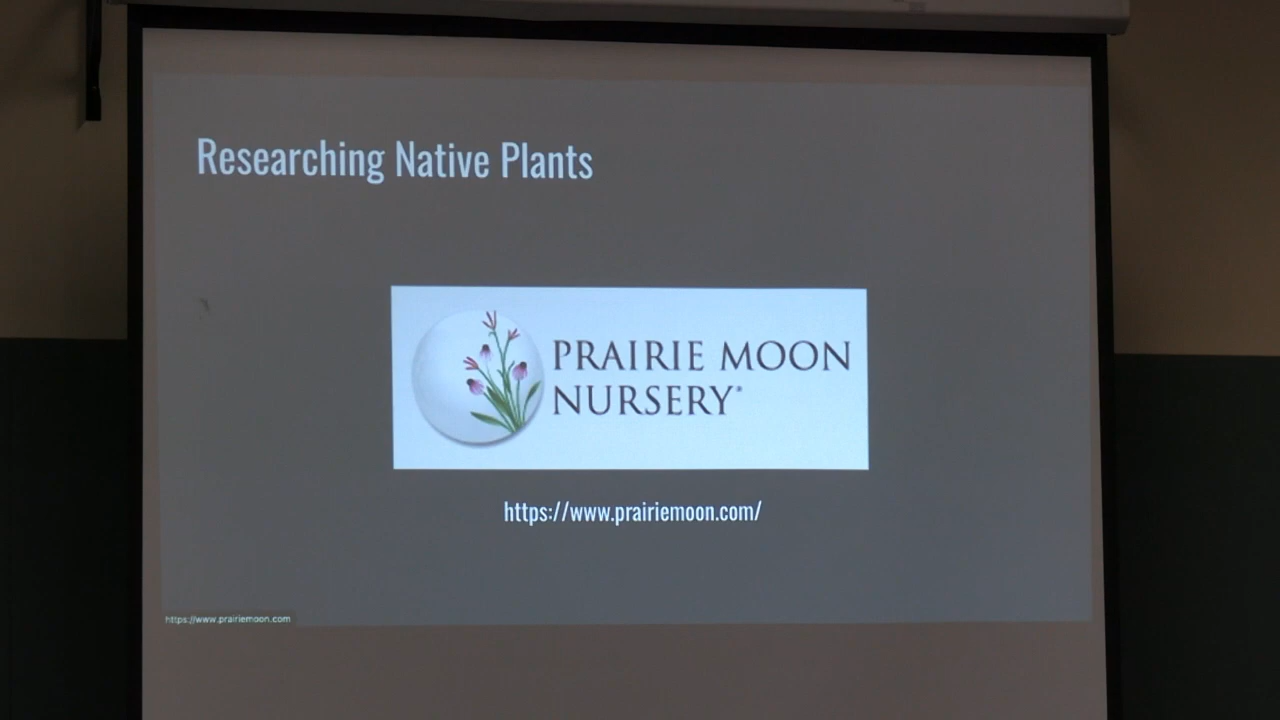 Researching Native Plants
PRAIRIE MOON
NURSERY®
https://www.prairiemoon.com/
https://www.prairiemoon.com